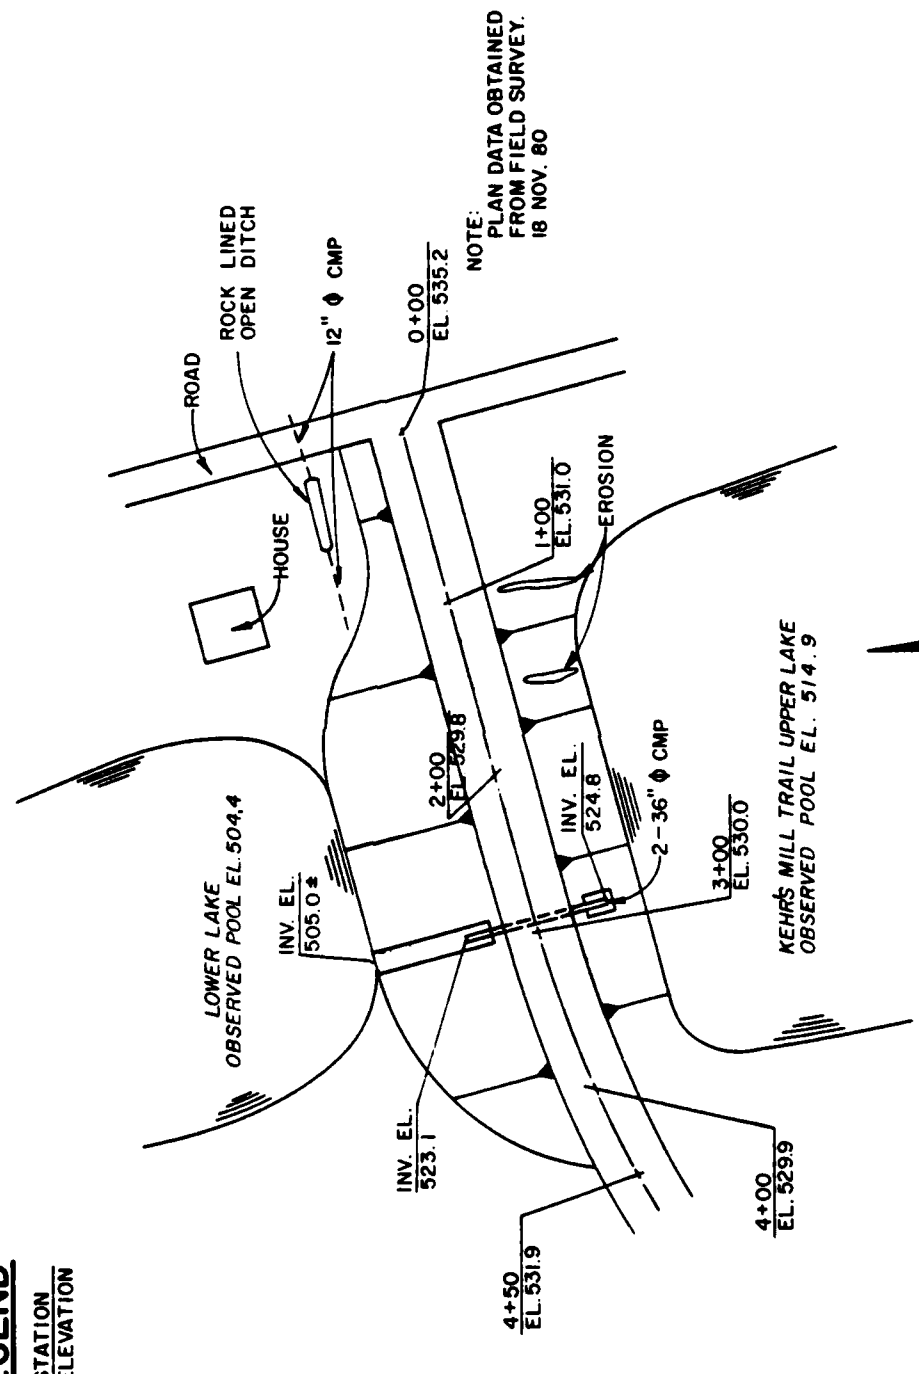 ROAD
ROCK LINED
OPEN DITCH
12" ϕ CMP
0+00
EL. 535.2
NOTE:
PLAN DATA OBTAINED
FROM FIELD SURVEY.
18 NOV. 80
HOUSE
1+00
EL. 531.0
EROSION
2+00
EL 529.8
INV. EL.
524.8
2-36" ϕ CMP
3+00
EL. 530.0
KEHR'S MILL TRAIL UPPER LAKE
OBSERVED POOL EL. 514.9
LOWER LAKE
OBSERVED POOL EL. 504.4
INV. EL.
505.0 ±
INV. EL.
523.1
4+00
EL. 529.9
4+50
EL. 531.9
STATION
ELEVATION